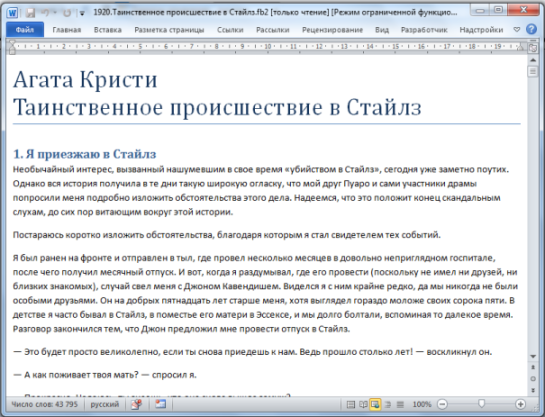 1920.Таинственное происшествие в Стайлз.fb2 [только чтение] [Режим ограниченной функцио...
Файл Главная Вставка Разметка страницы Ссылки Рассылки Рецензирование Вид Разработчик Надстройки
Агата Кристи
Таинственное происшествие в Стайлз
1. Я приезжаю в Стайлз
Необычайный интерес, вызванный нашумевшим в свое время «убийством в Стайлз», сегодня уже заметно поутих.
Однако вся история получила в те дни такую широкую огласку, что мой друг Пуаро и сами участники драмы
попросили меня подробно изложить обстоятельства этого дела. Надеемся, что это положит конец скандальным
слухам, до сих пор витающим вокруг этой истории.
Постараюсь коротко изложить обстоятельства, благодаря которым я стал свидетелем тех событий.
Я был ранен на фронте и отправлен в тыл, где провел несколько месяцев в довольно неприглядном госпитале,
после чего получил месячный отпуск. И вот, когда я раздумывал, где его провести (поскольку не имел ни друзей, ни
близких знакомых), случай свел меня с Джоном Кавендишем. Виделся я с ним крайне редко, да мы никогда не были
особыми друзьями. Он на добрых пятнадцать лет старше меня, хотя выглядел гораздо моложе своих сорока пяти. В
детстве я часто бывал в Стайлз, в поместье его матери в Эссексе, и мы долго болтали, вспоминая то далекое время.
Разговор закончился тем, что Джон предложил мне провести отпуск в Стайлз.
— Это будет просто великолепно, если ты снова приедешь к нам. Ведь прошло столько лет! — воскликнул он.
— А как поживает твоя мать? — спросил я.
Число слов: 43 795 русский 100%